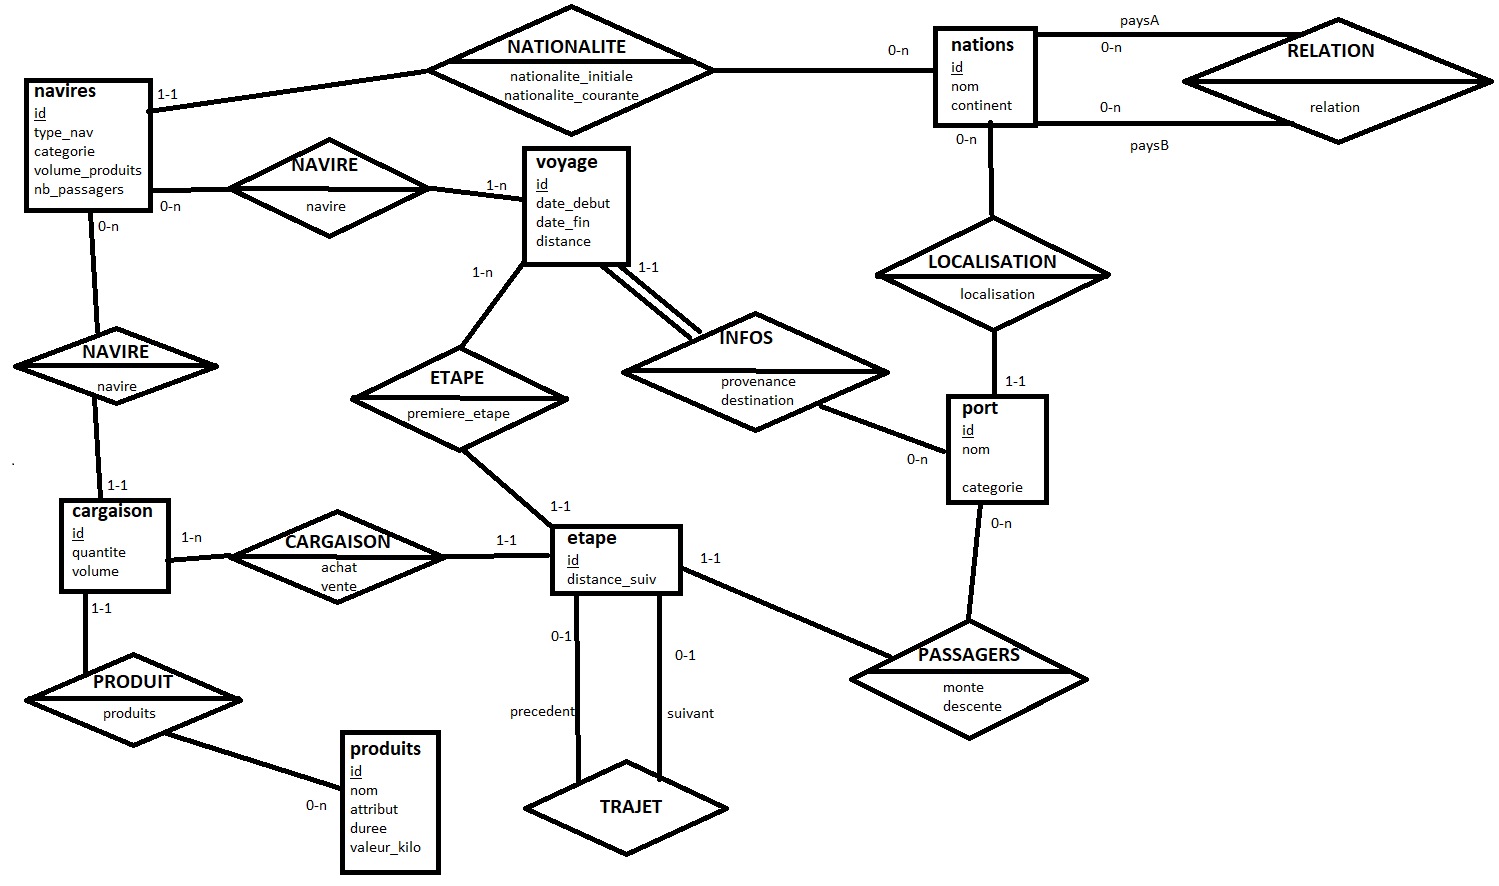 paysA
NATIONALITE
nationalite_initiale
nationalite_courante
1-1
0-n
nations
id
nom
continent
0-n
0-n
paysB
RELATION
relation
navires
id
type_nav
categorie
volume_produits
nb_passagers
NAVIRE
navire
0-n
1-n
voyage
id
date_debut
date_fin
distance
0-n
0-n
LOCALISATION
localisation
1-1
1-n
1-1
INFOS
provenance
destination
0-n
NAVIRE
navire
1-1
ETAPE
premiere_etape
1-1
port
id
nom
categorie
0-n
cargaison
id
quantite
volume
1-n
CARGAISON
achat
vente
1-1
etape
id
distance_suiv
1-1
1-1
0-1
0-1
precedent
suivant
PASSAGERS
monte
descente
PRODUIT
produits
0-n
produits
id
nom
attribut
duree
valeur_kilo
TRAJET